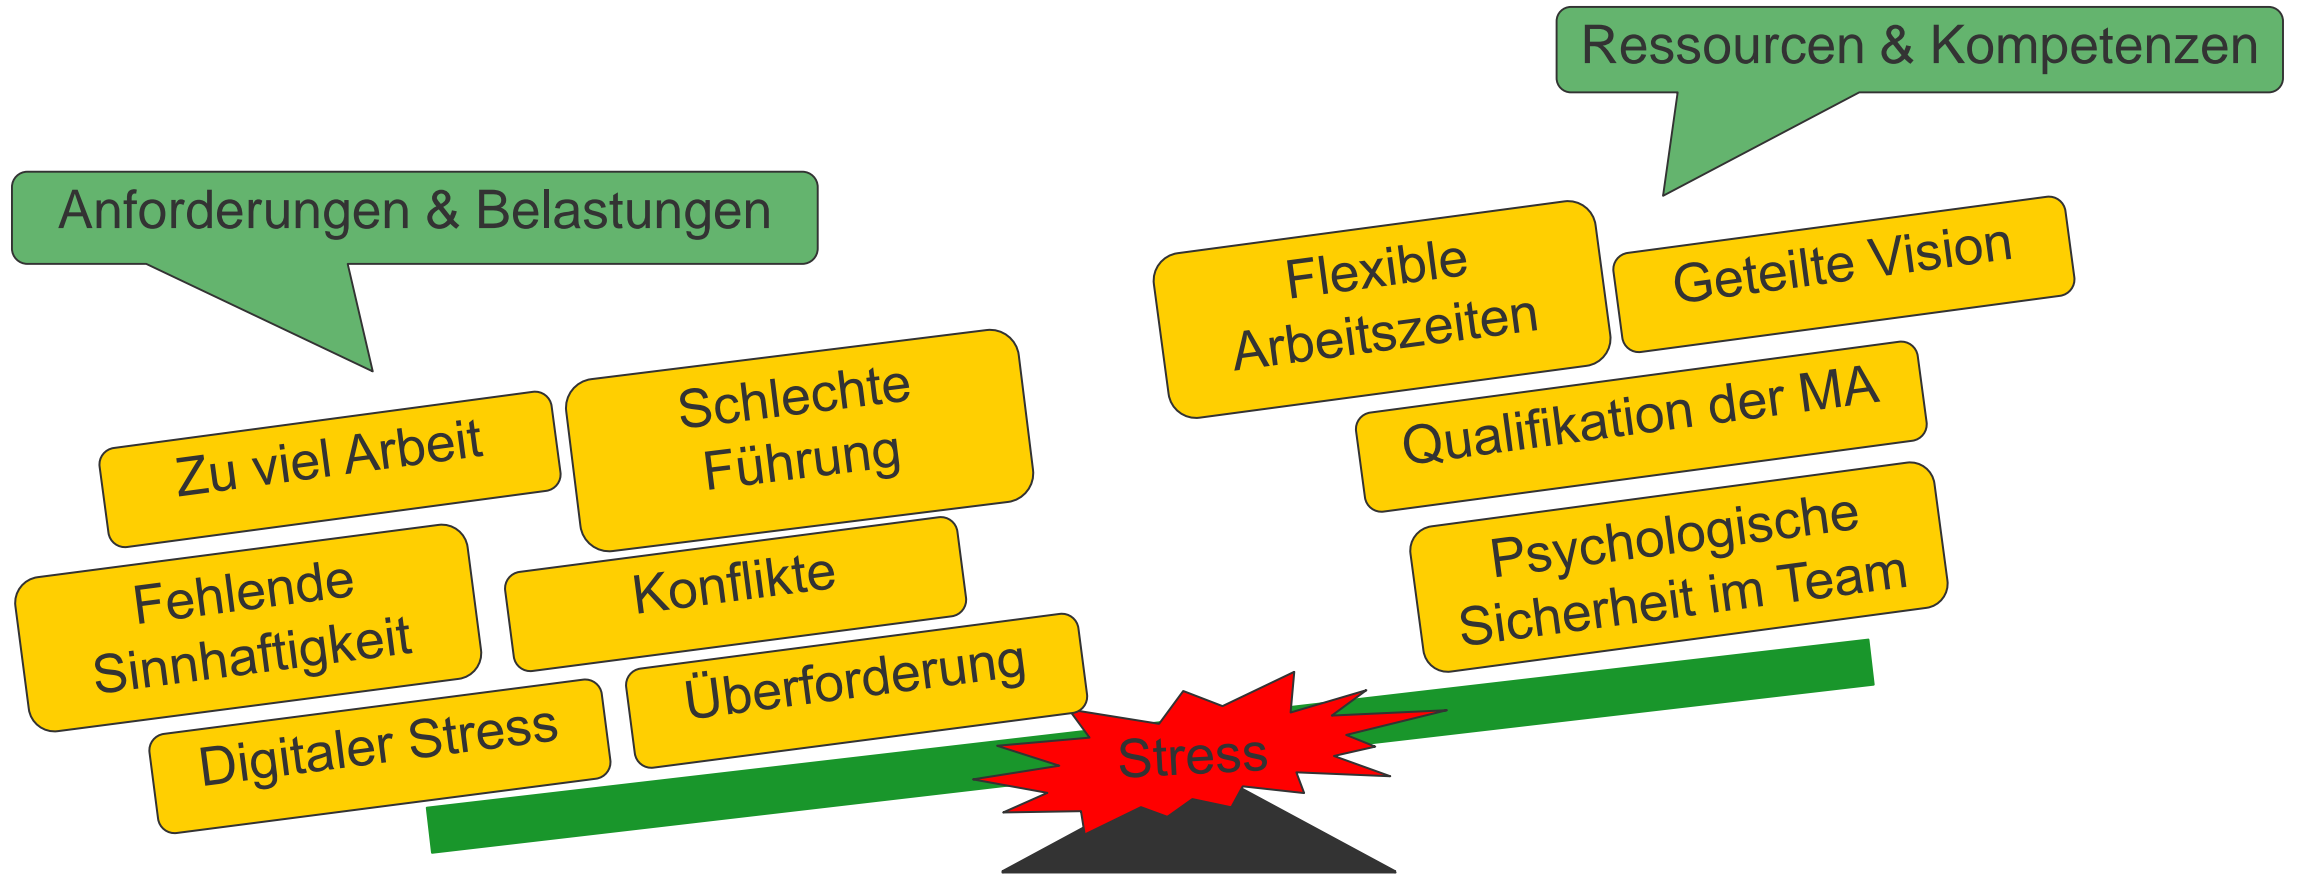 Ressourcen & Kompetenzen
Anforderungen & Belastungen
Zu viel Arbeit
Schlechte
Führung
Fehlende
Sinnhaftigkeit
Konflikte
Digitaler Stress
Überforderung
Flexible
Arbeitszeiten
Geteilte Vision
Qualifikation der MA
Psychologische
Sicherheit im Team
Stress